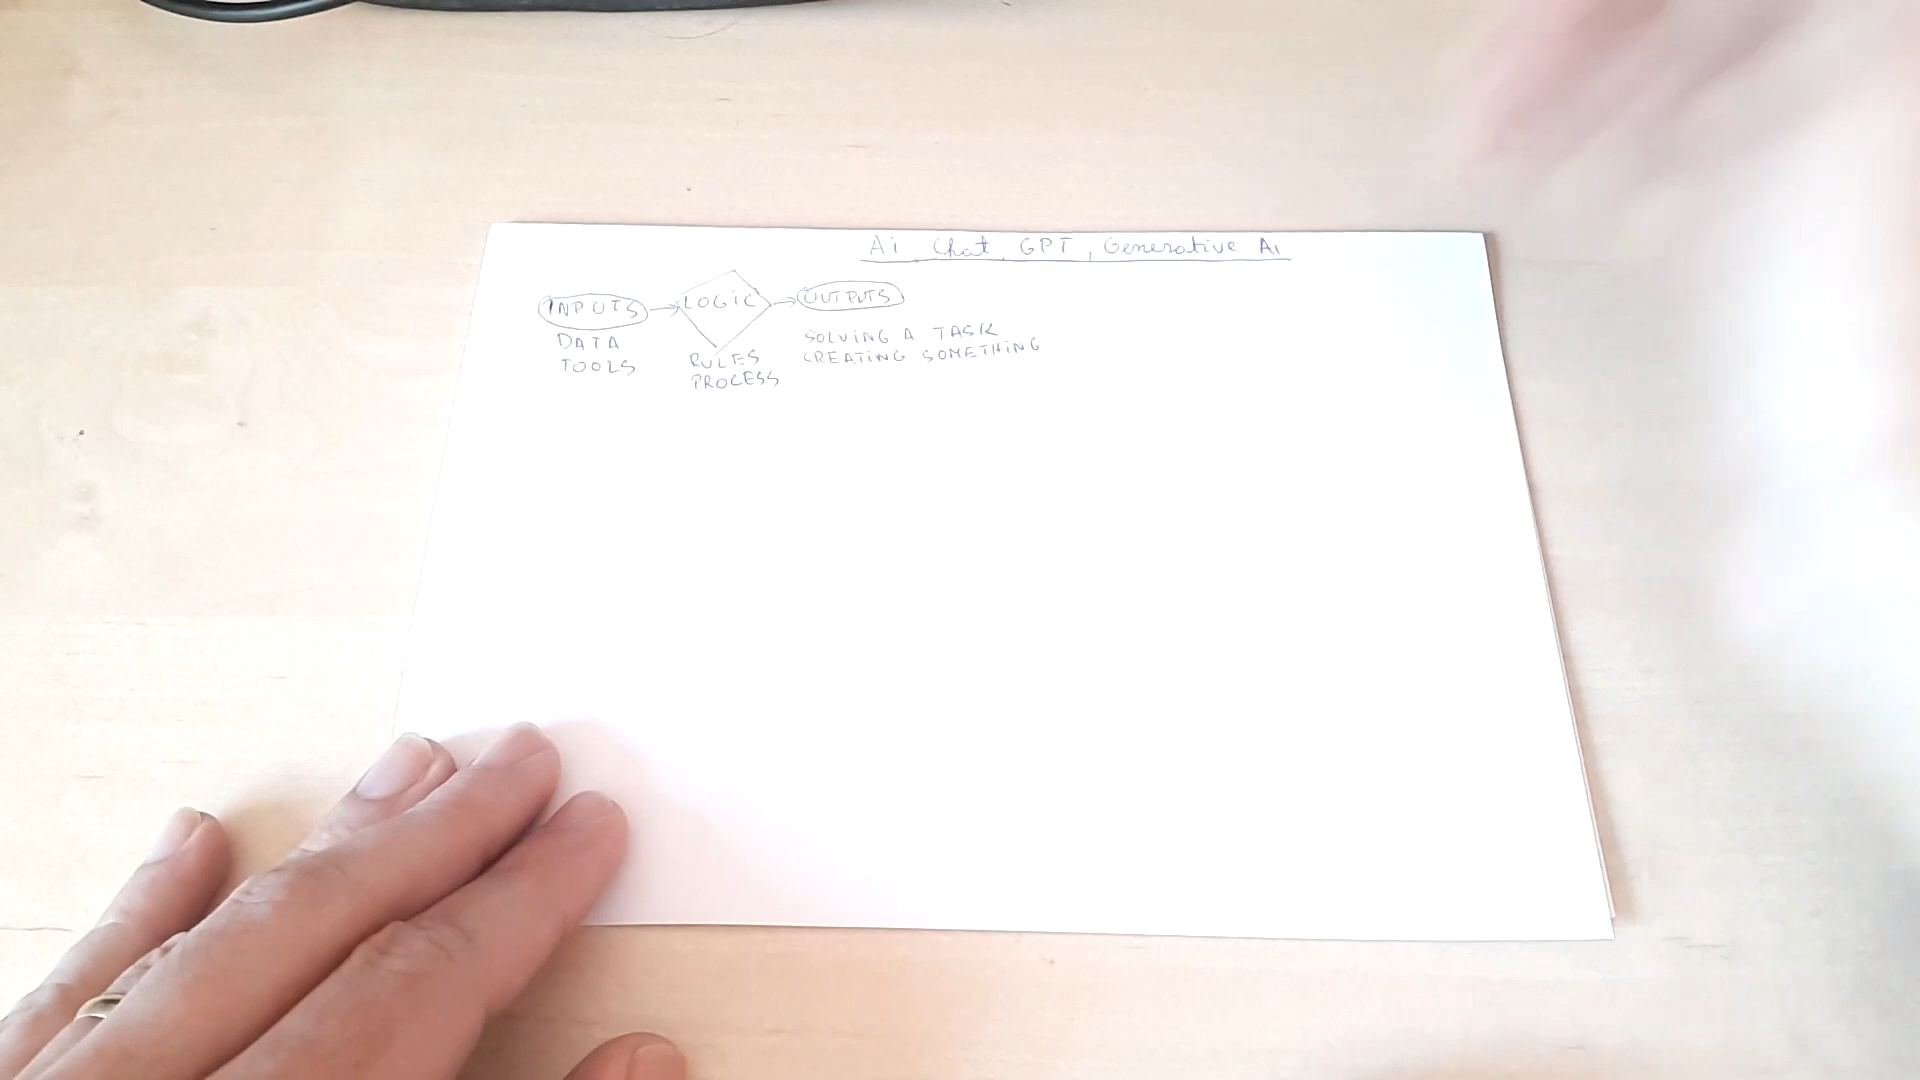 Ai, Chat GPT, Generative Ai
INPUTS → LOGIC → OUTPUTS
DATA
TOOLS
RULES
PROCESS
SOLVING A TASK
CREATING SOMETHING